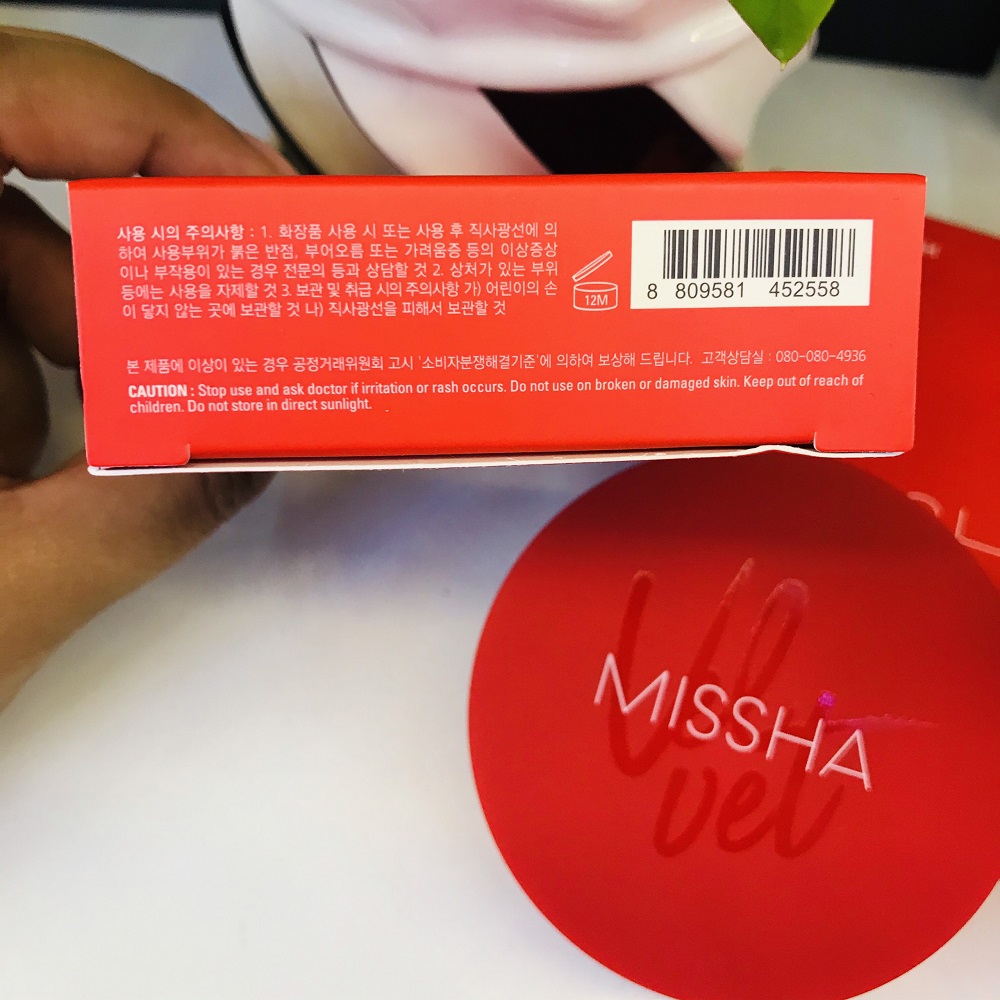 사용 시의 주의사항 : 1. 화장품 사용 시 또는 사용 후 직사광선에 의
하여 사용부위가 붉은 반점, 부어오름 또는 가려움증 등의 이상증상
이나 부작용이 있는 경우 전문의 등과 상담할 것 2. 상처가 있는 부위
등에는 사용을 자제할 것 3. 보관 및 취급 시의 주의사항 가) 어린이의 손
이 닿지 않는 곳에 보관할 것 나) 직사광선을 피해서 보관할 것
12M
8 809581 452558
본 제품에 이상이 있는 경우 공정거래위원회 고시 '소비자분쟁해결기준'에 의하여 보상해 드립니다. 고객상담실 : 080-080-4936
CAUTION : Stop use and ask doctor if irritation or rash occurs. Do not use on broken or damaged skin. Keep out of reach of
children. Do not store in direct sunlight.
Vel
MISSHA
vet